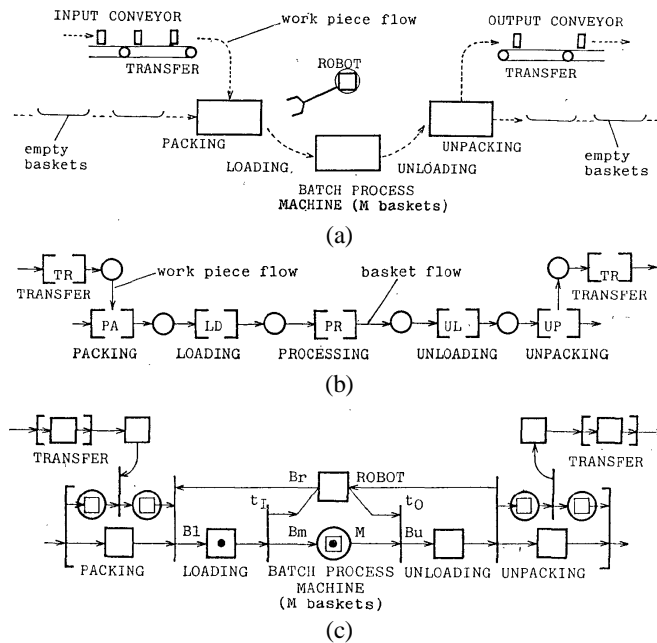 INPUT CONVEYOR
work piece flow
OUTPUT CONVEYOR
TRANSFER
ROBOT
TRANSFER
empty
baskets
PACKING
LOADING
UNLOADING
UNPACKING
empty
baskets
BATCH PROCESS
MACHINE (M baskets)
(a)
TR
TRANSFER
work piece flow
basket flow
TR
TRANSFER
PA
LD
PR
UL
UP
PACKING
LOADING
PROCESSING
UNLOADING
UNPACKING
(b)
TRANSFER
Br
ROBOT
TRANSFER
tI
tO
Bl
Bm
M
Bu
PACKING
LOADING
BATCH PROCESS
MACHINE
(M baskets)
UNLOADING
UNPACKING
(c)